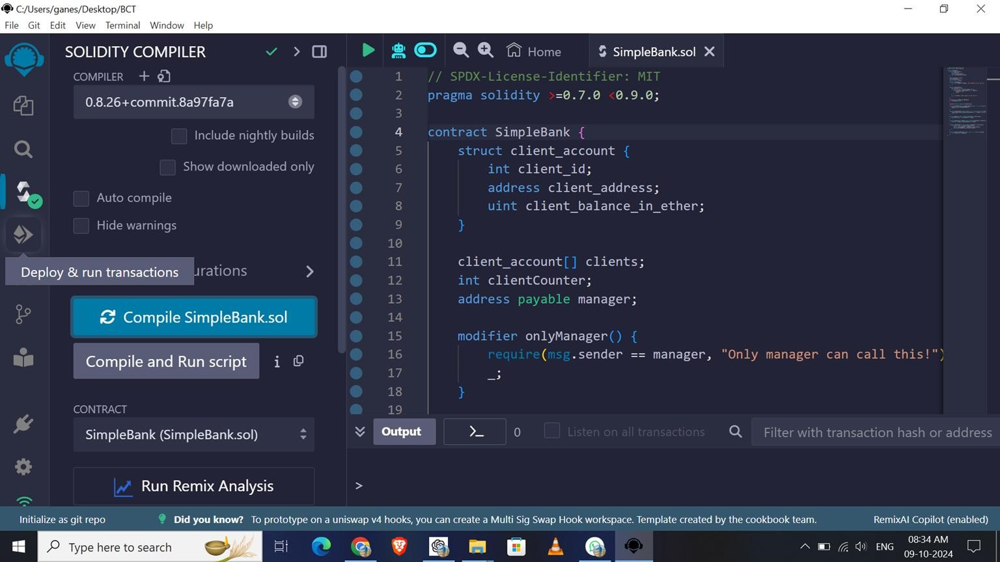 C:/Users/ganes/Desktop/BCT
File Git Edit View Terminal Window Help
SOLIDITY COMPILER
COMPILER
0.8.26+commit.8a97fa7a
Include nightly builds
Show downloaded only
Auto compile
Hide warnings
Deploy & run transactions
urations
Compile SimpleBank.sol
Compile and Run script
CONTRACT
SimpleBank (SimpleBank.sol)
Run Remix Analysis
Home
SimpleBank.sol
1 // SPDX-License-Identifier: MIT
2 pragma solidity >=0.7.0 <0.9.0;
3
4 contract SimpleBank {
5 struct client_account {
6 int client_id;
7 address client_address;
8 uint client_balance_in_ether;
9 }
10
11 client_account[] clients;
12 int clientCounter;
13 address payable manager;
14
15 modifier onlyManager() {
16 require(msg.sender == manager, "Only manager can call this!")
17 _;
18 }
19
Output >_ 0 Listen on all transactions Filter with transaction hash or address
>
Initialize as git repo Did you know? To prototype on a uniswap v4 hooks, you can create a Multi Sig Swap Hook workspace. Template created by the cookbook team. RemixAI Copilot (enabled)
Type here to search
ENG
08:34 AM
09-10-2024